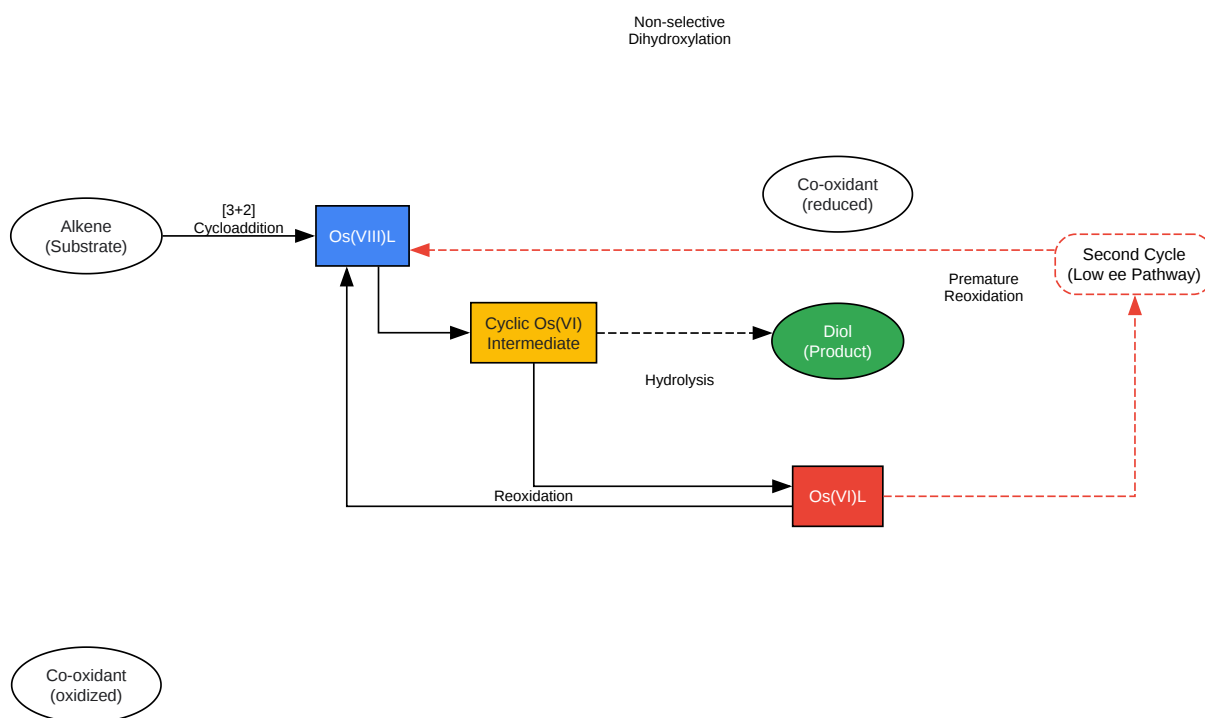 Non-selective
Dihydroxylation
Co-oxidant
(reduced)
Alkene
(Substrate)
[3+2]
Cycloaddition
Os(VIII)L
Second Cycle
(Low ee Pathway)
Premature
Reoxidation
Cyclic Os(VI)
Intermediate
Diol
(Product)
Hydrolysis
Reoxidation
Os(VI)L
Co-oxidant
(oxidized)